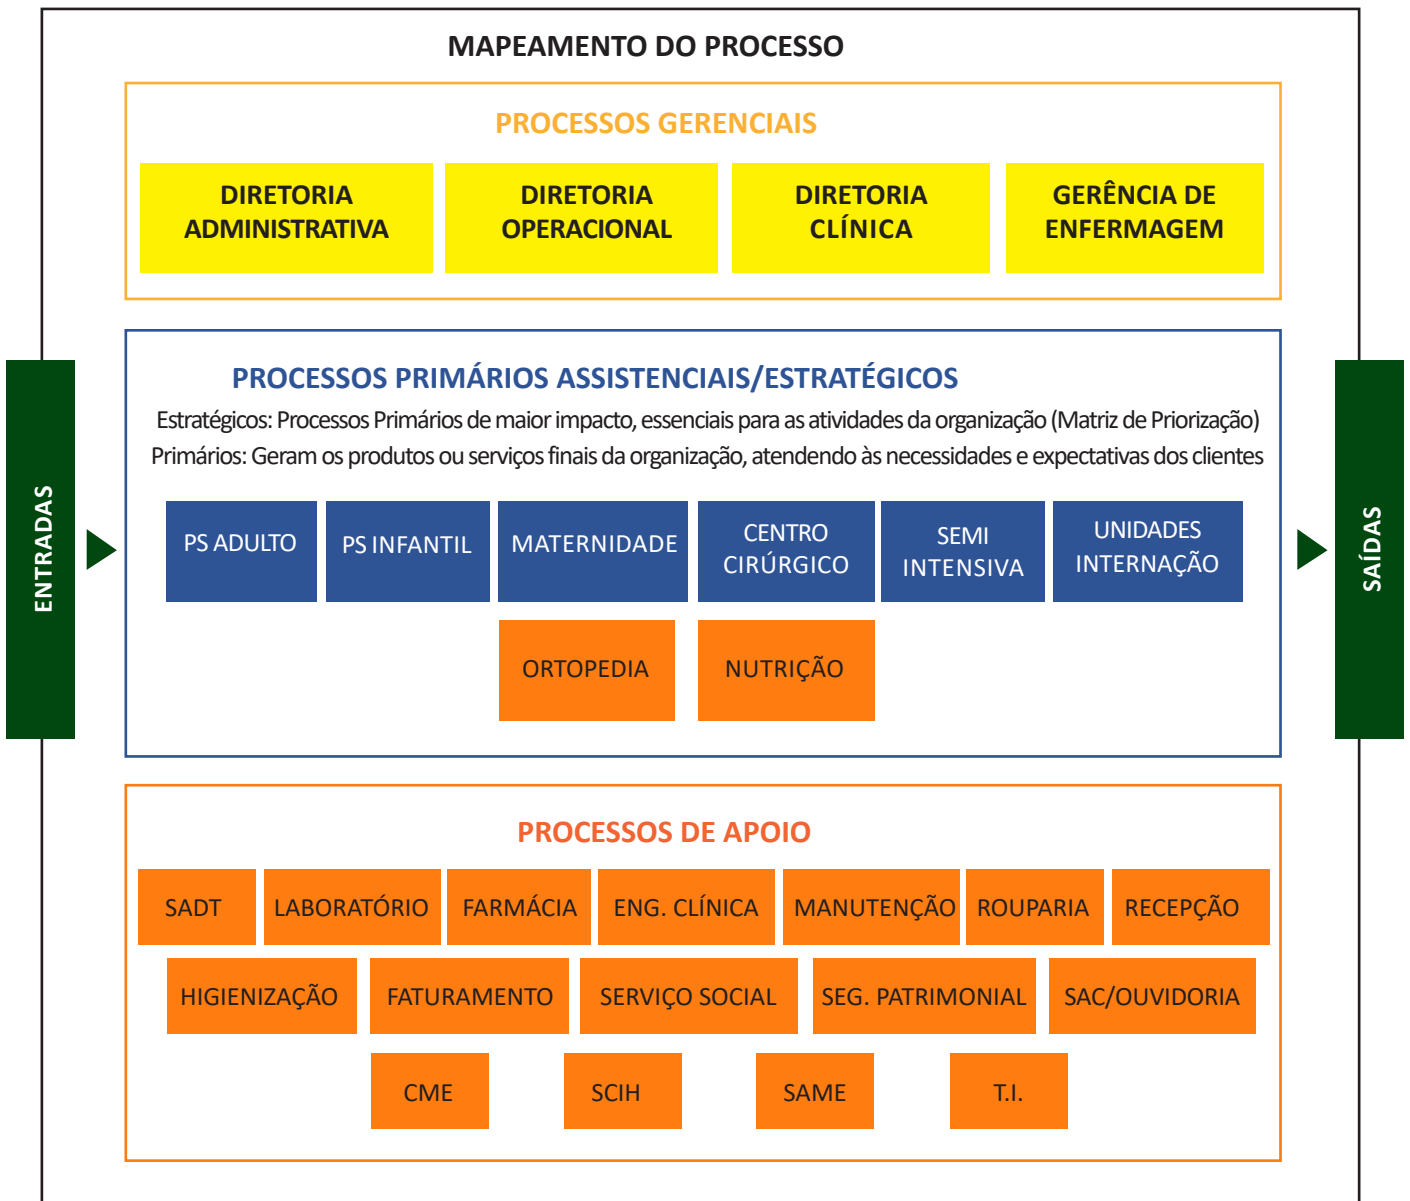 MAPEAMENTO DO PROCESSO
PROCESSOS GERENCIAIS
DIRETORIA
ADMINISTRATIVA
DIRETORIA
OPERACIONAL
DIRETORIA
CLÍNICA
GERÊNCIA DE
ENFERMAGEM
ENTRADAS
PROCESSOS PRIMÁRIOS ASSISTENCIAIS/ESTRATÉGICOS
Estratégicos: Processos Primários de maior impacto, essenciais para as atividades da organização (Matriz de Priorização)
Primários: Geram os produtos ou serviços finais da organização, atendendo às necessidades e expectativas dos clientes
PS ADULTO
PS INFANTIL
MATERNIDADE
CENTRO
CIRÚRGICO
SEMI
INTENSIVA
UNIDADES
INTERNAÇÃO
ORTOPEDIA
NUTRIÇÃO
SAÍDAS
PROCESSOS DE APOIO
SADT
LABORATÓRIO
FARMÁCIA
ENG. CLÍNICA
MANUTENÇÃO
ROUPARIA
RECEPÇÃO
HIGIENIZAÇÃO
FATURAMENTO
SERVIÇO SOCIAL
SEG. PATRIMONIAL
SAC/OUVIDORIA
CME
SCIH
SAME
T.I.